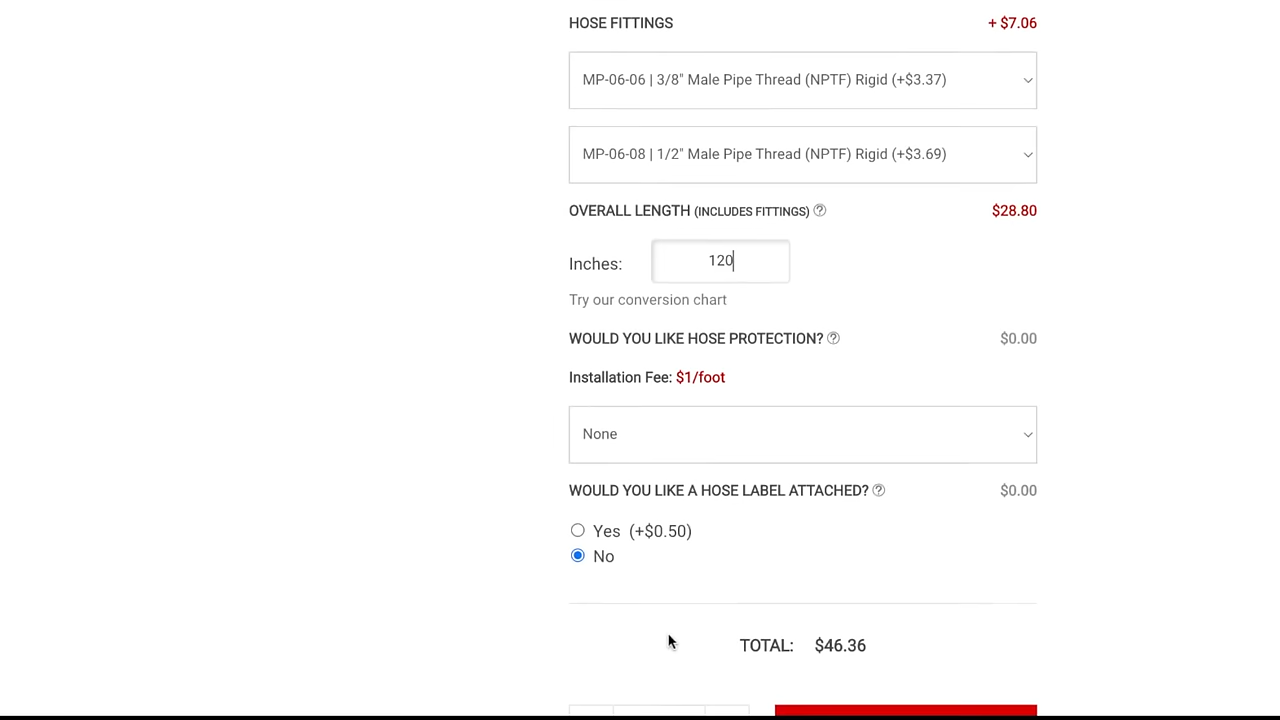 HOSE FITTINGS + $7.06
MP-06-06 | 3/8" Male Pipe Thread (NPTF) Rigid (+$3.37)
MP-06-08 | 1/2" Male Pipe Thread (NPTF) Rigid (+$3.69)
OVERALL LENGTH (INCLUDES FITTINGS) ? $28.80
Inches: 120
Try our conversion chart
WOULD YOU LIKE HOSE PROTECTION? ? $0.00
Installation Fee: $1/foot
None
WOULD YOU LIKE A HOSE LABEL ATTACHED? ? $0.00
Yes (+$0.50)
No
TOTAL: $46.36